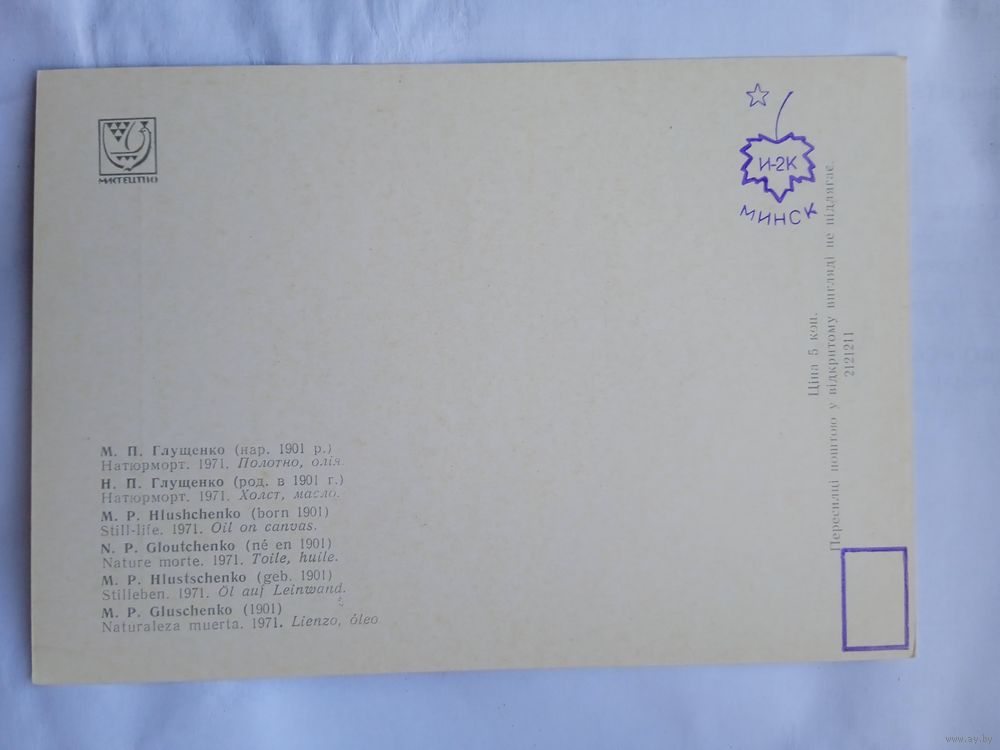 МИСТЕЦТВО
И-2К
МИНСК
М. П. Глущенко (нар. 1901 р.)
Натюрморт. 1971. Полотно, олія.
Н. П. Глущенко (род. в 1901 г.)
Натюрморт. 1971. Холст, масло.
M. P. Hlushchenko (born 1901)
Still-life. 1971. Oil on canvas.
N. P. Gloutchenko (né en 1901)
Nature morte. 1971. Toile, huile.
M. P. Hlustschenko (geb. 1901)
Stilleben. 1971. Öl auf Leinwand.
M. P. Gluschenko (1901)
Naturaleza muerta. 1971. Lienzo, óleo
Ціна 5 коп.
Пересилці поштою у відкритому вигляді не підлягає.
2121211
www.ay.by